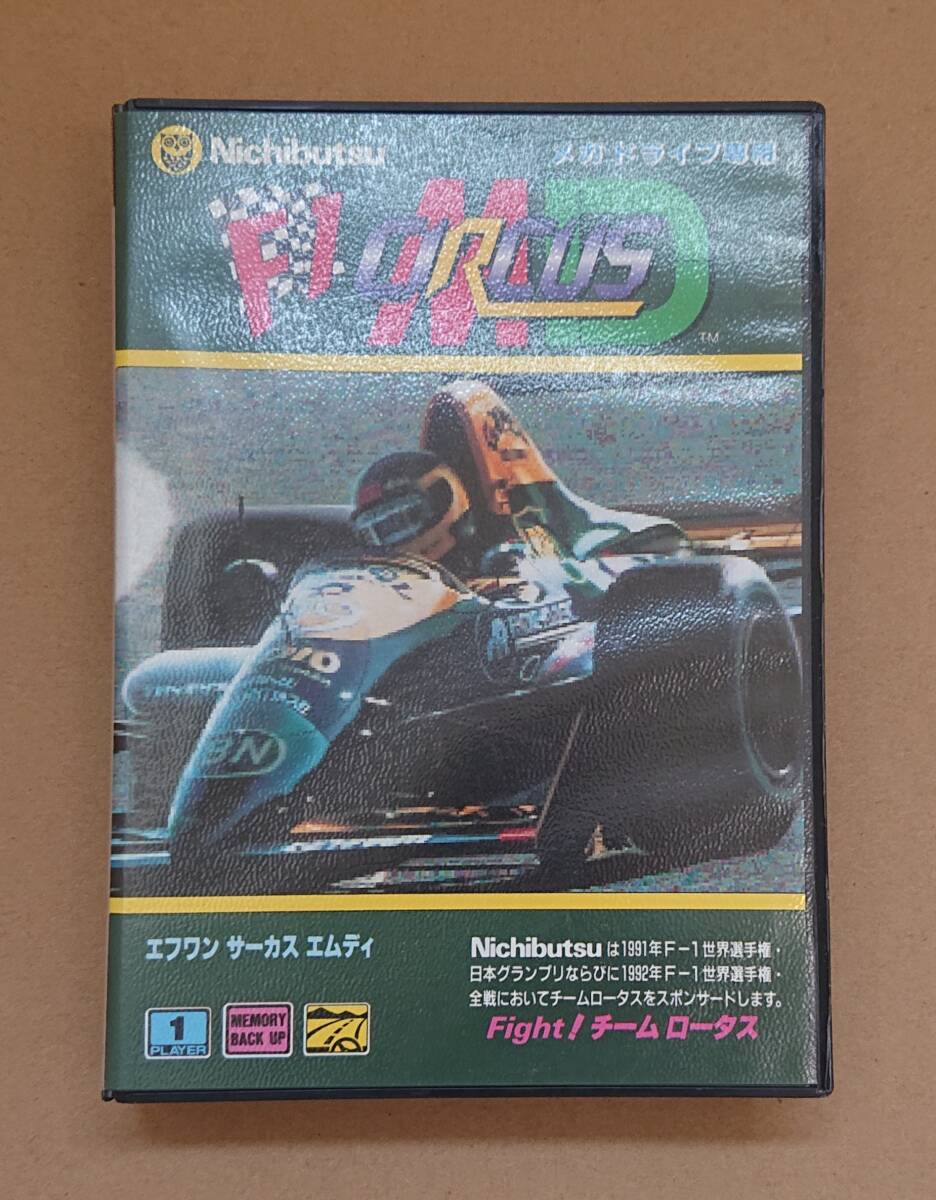 Nichibutsu
メガドライブ専用
F1 CIRCUS MD
TM
エフワン サーカス エムディ
Nichibutsuは1991年F-1世界選手権・
日本グランプリならびに1992年F-1世界選手権・
全戦においてチームロータスをスポンサードします。
Fight! チーム ロータス
1
PLAYER
MEMORY
BACK UP